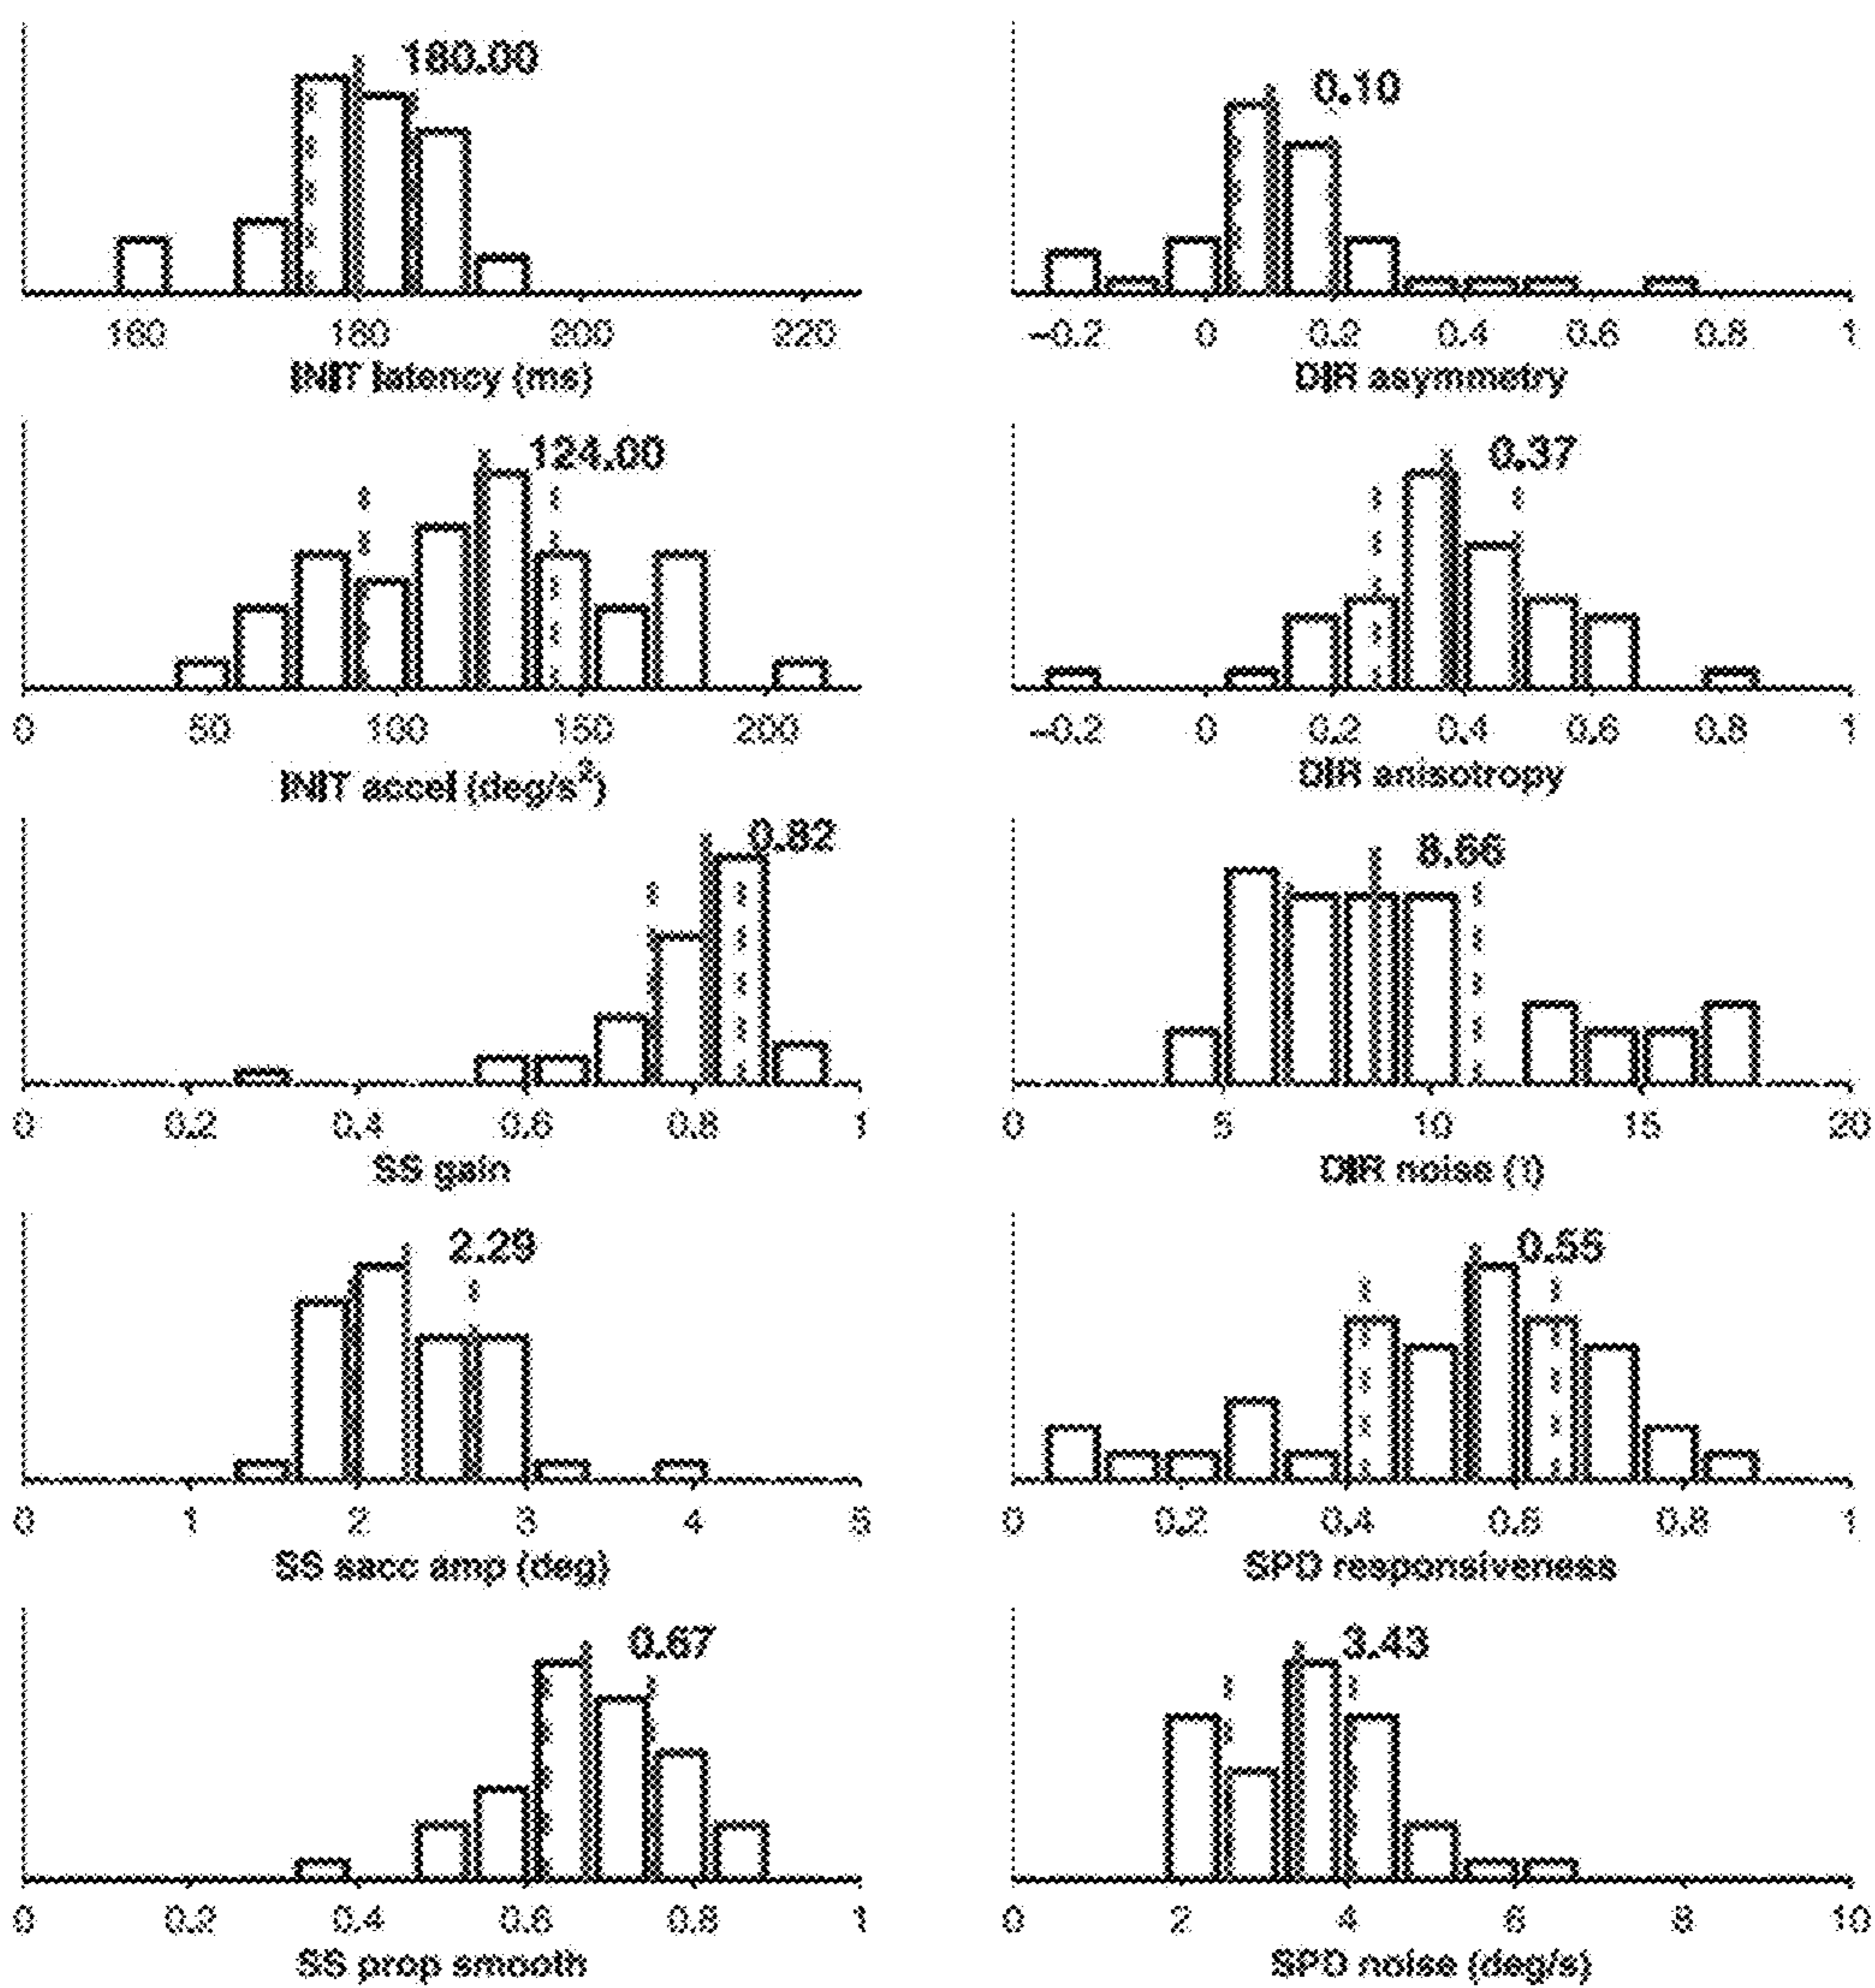 180.00
160 180 200 220
INIT latency (ms)
0.10
–0.2 0 0.2 0.4 0.6 0.8 1
DIR asymmetry
124.00
0 50 100 150 200
INIT accel (deg/s²)
0.37
–0.2 0 0.2 0.4 0.6 0.8 1
DIR anisotropy
0.82
0 0.2 0.4 0.6 0.8 1
SS gain
8.66
0 5 10 15 20
DIR noise (°)
2.29
0 1 2 3 4 5
SS sacc amp (deg)
0.55
0 0.2 0.4 0.6 0.8 1
SPD responsiveness
0.67
0 0.2 0.4 0.6 0.8 1
SS prop smooth
3.43
0 2 4 6 8 10
SPD noise (deg/s)